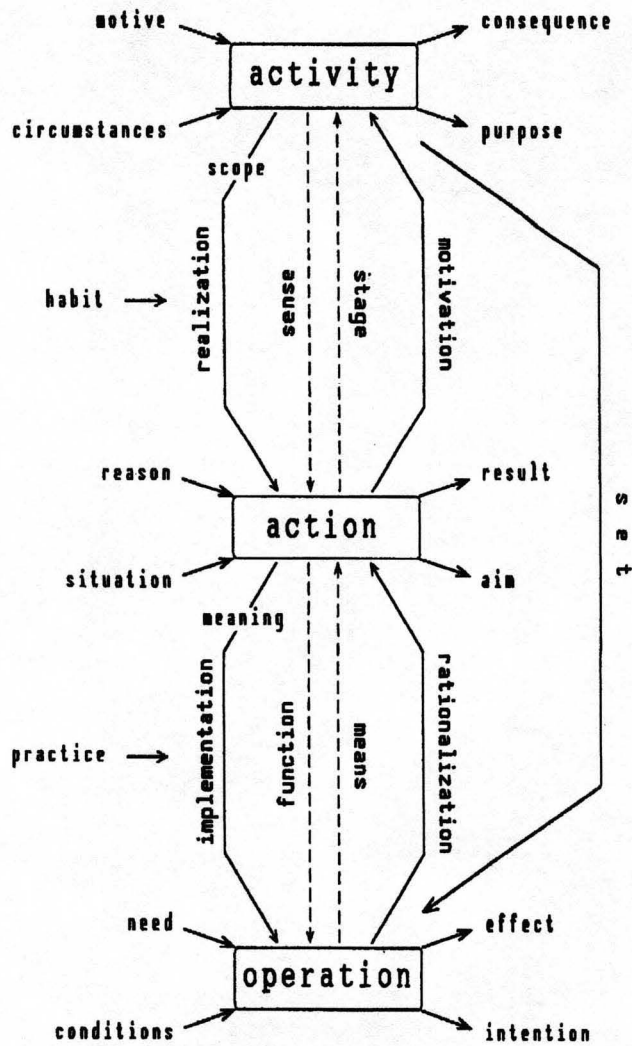 motive
consequence
activity
circumstances
purpose
scope
realization
sense
stage
motivation
habit
set
reason
result
action
situation
aim
meaning
implementation
function
means
rationalization
practice
need
effect
operation
conditions
intention